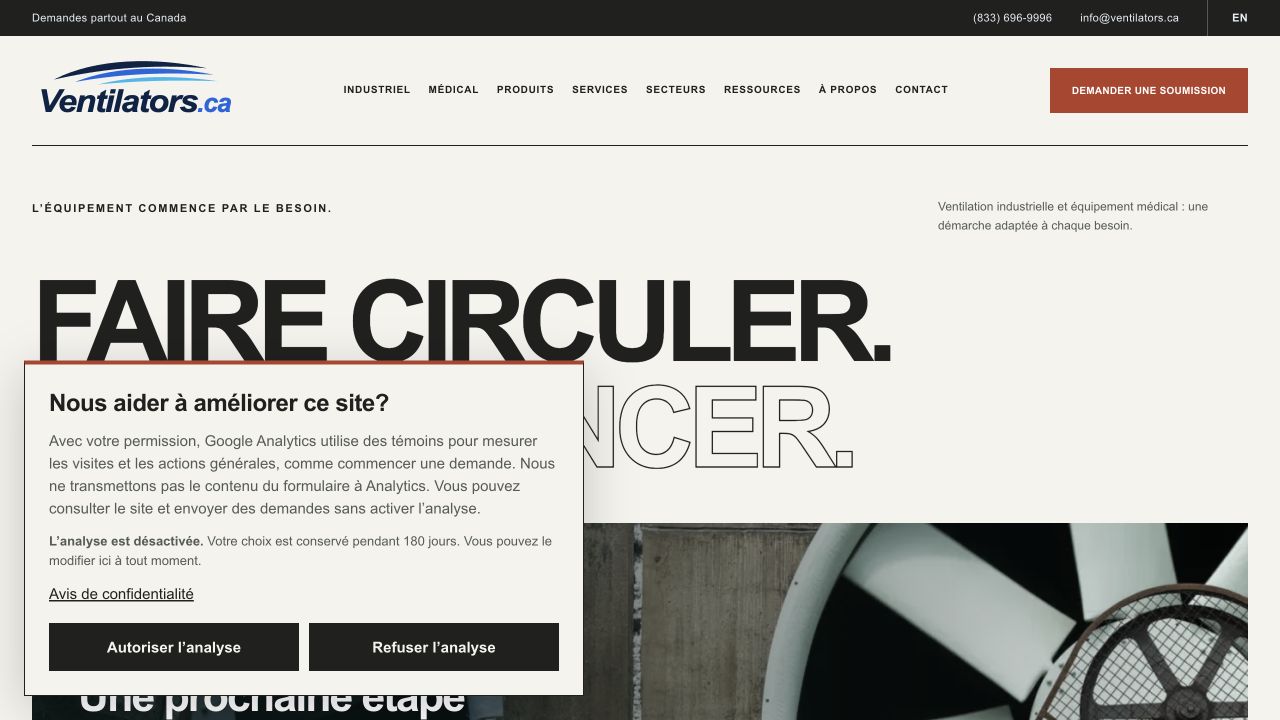 Demandes partout au Canada
(833) 696-9996
info@ventilators.ca
EN
Ventilators.ca
INDUSTRIEL
MÉDICAL
PRODUITS
SERVICES
SECTEURS
RESSOURCES
À PROPOS
CONTACT
DEMANDER UNE SOUMISSION
L’ÉQUIPEMENT COMMENCE PAR LE BESOIN.
Ventilation industrielle et équipement médical : une
démarche adaptée à chaque besoin.
FAIRE CIRCULER.
NCER.
Nous aider à améliorer ce site?
Avec votre permission, Google Analytics utilise des témoins pour mesurer
les visites et les actions générales, comme commencer une demande. Nous
ne transmettons pas le contenu du formulaire à Analytics. Vous pouvez
consulter le site et envoyer des demandes sans activer l’analyse.
L’analyse est désactivée. Votre choix est conservé pendant 180 jours. Vous pouvez le
modifier ici à tout moment.
Avis de confidentialité
Autoriser l’analyse
Refuser l’analyse
Une prochaine étape